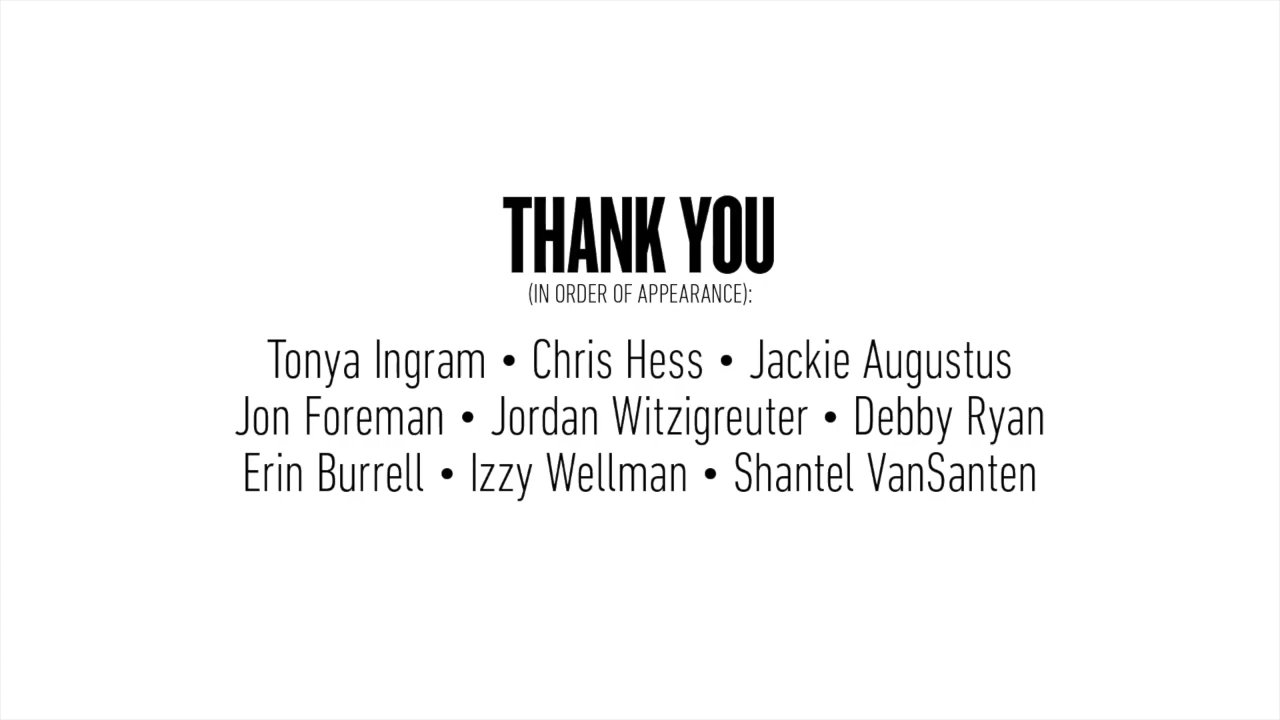 THANK YOU
(IN ORDER OF APPEARANCE):
Tonya Ingram • Chris Hess • Jackie Augustus
Jon Foreman • Jordan Witzigreuter • Debby Ryan
Erin Burrell • Izzy Wellman • Shantel VanSanten